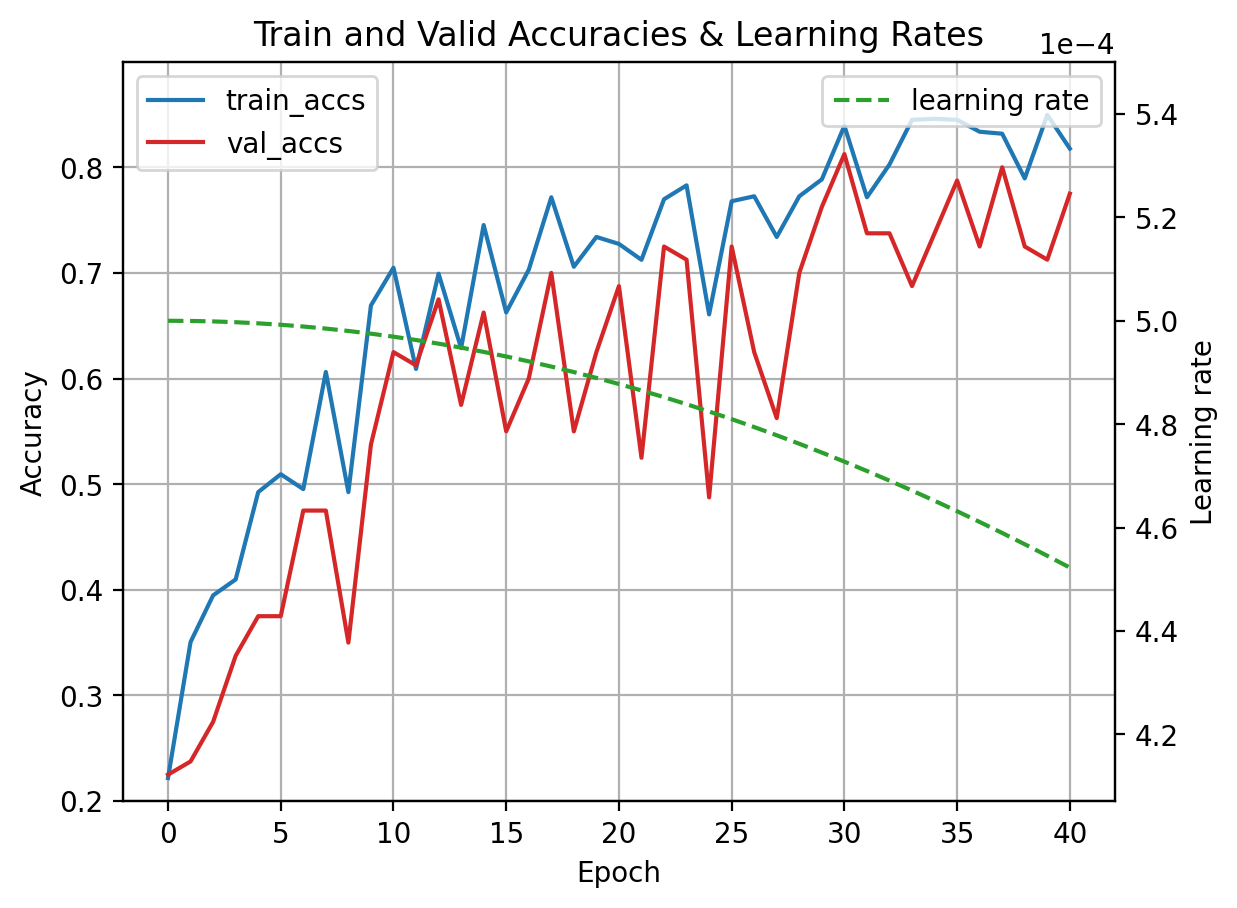 Train and Valid Accuracies & Learning Rates
1e−4
train_accs
val_accs
learning rate
0.8
0.7
0.6
0.5
0.4
0.3
0.2
Accuracy
5.4
5.2
5.0
4.8
4.6
4.4
4.2
Learning rate
0 5 10 15 20 25 30 35 40
Epoch